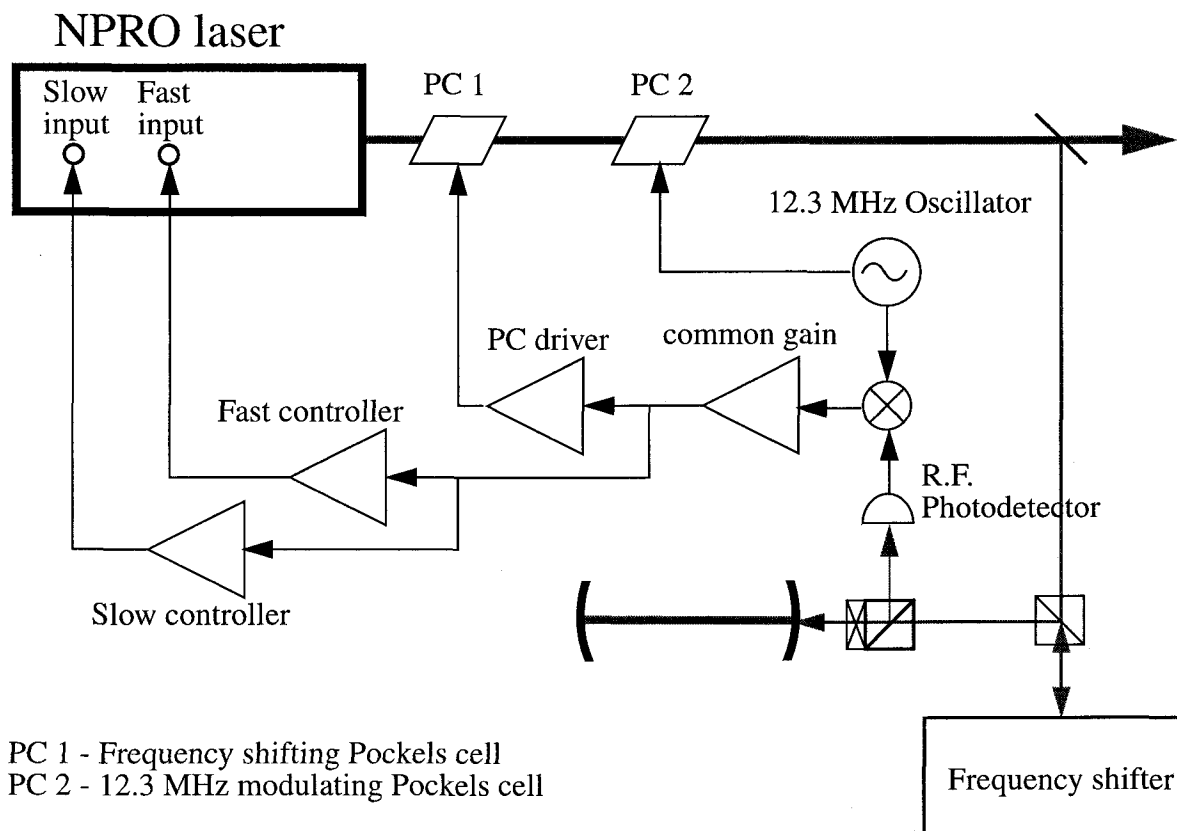 NPRO laser
Slow
input
Fast
input
PC 1
PC 2
12.3 MHz Oscillator
PC driver
common gain
Fast controller
R.F.
Photodetector
Slow controller
PC 1 - Frequency shifting Pockels cell
PC 2 - 12.3 MHz modulating Pockels cell
Frequency shifter